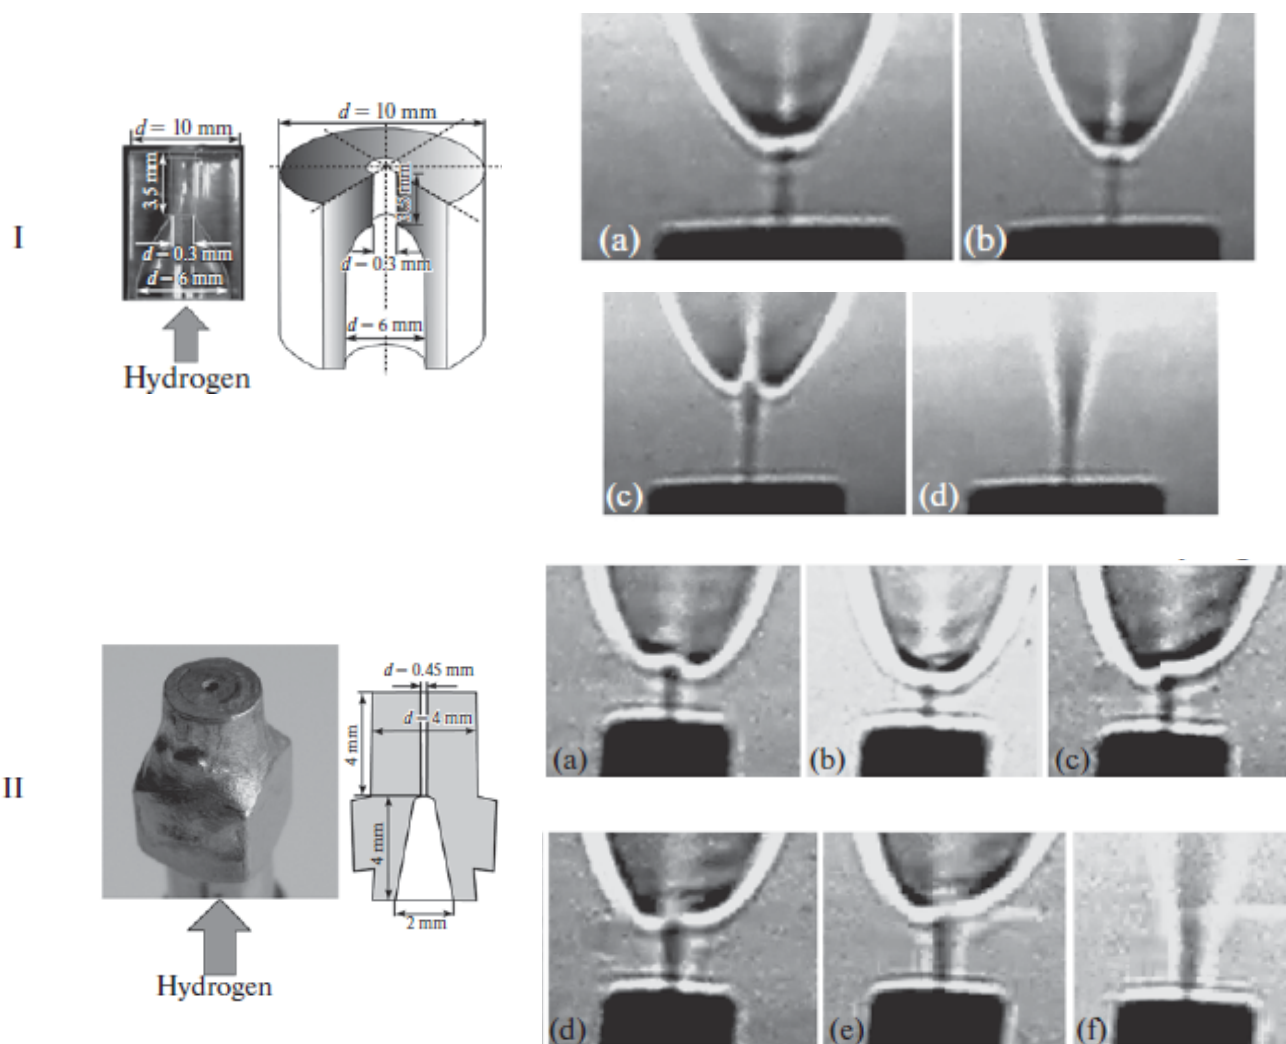 I
d = 10 mm
3.5 mm
d – 0.3 mm
d – 6 mm
Hydrogen
d = 10 mm
3.5 mm
d – 0.3 mm
d – 6 mm
(a)
(b)
(c)
(d)
II
Hydrogen
d – 0.45 mm
d – 4 mm
4 mm
4 mm
2 mm
(a)
(b)
(c)
(d)
(e)
(f)